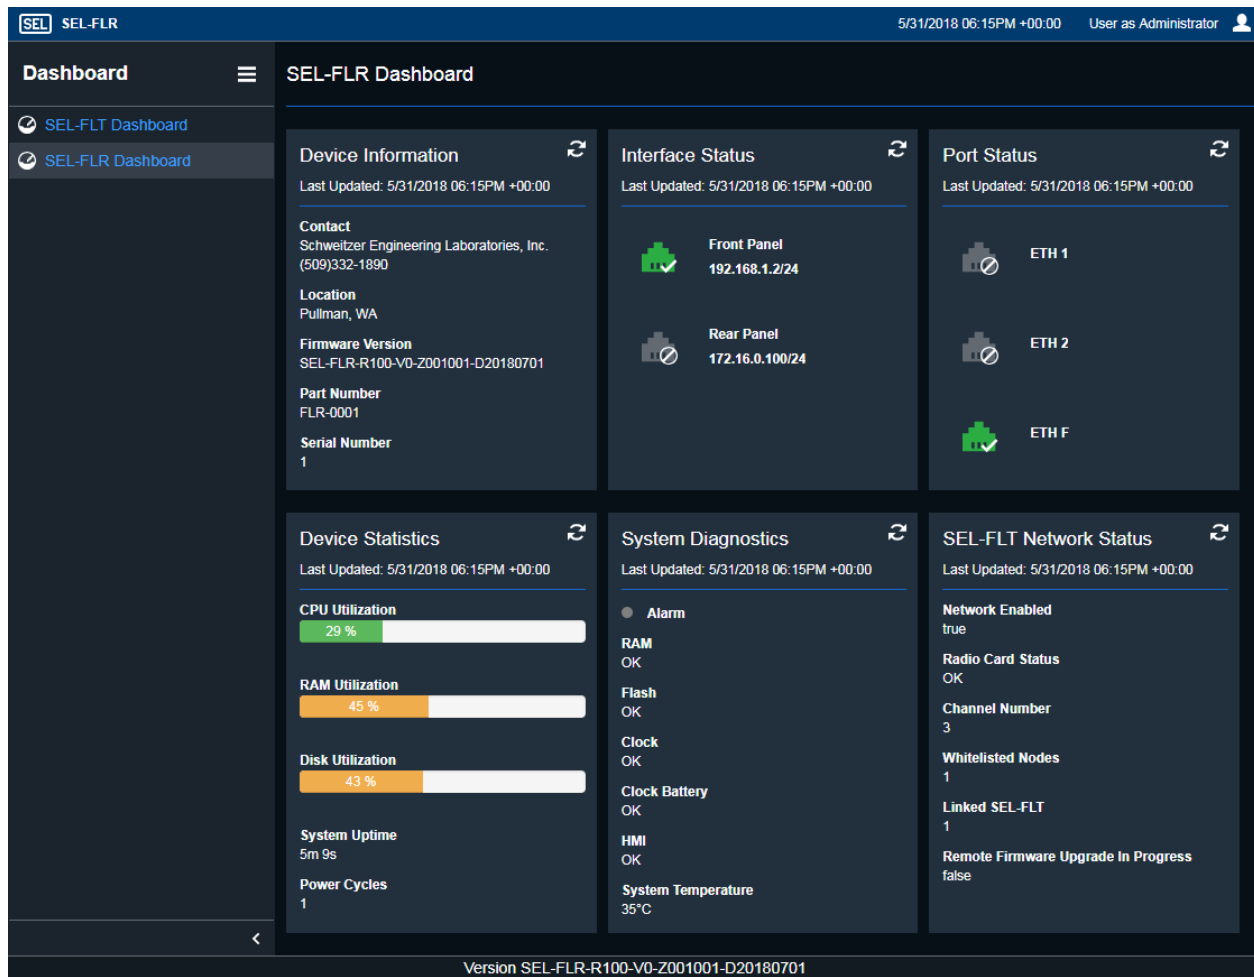 SEL SEL-FLR
5/31/2018 06:15PM +00:00 User as Administrator
Dashboard
SEL-FLT Dashboard
SEL-FLR Dashboard
SEL-FLR Dashboard
Device Information
Last Updated: 5/31/2018 06:15PM +00:00
Contact
Schweitzer Engineering Laboratories, Inc.
(509)332-1890
Location
Pullman, WA
Firmware Version
SEL-FLR-R100-V0-Z001001-D20180701
Part Number
FLR-0001
Serial Number
1
Interface Status
Last Updated: 5/31/2018 06:15PM +00:00
Front Panel
192.168.1.2/24
Rear Panel
172.16.0.100/24
Port Status
Last Updated: 5/31/2018 06:15PM +00:00
ETH 1
ETH 2
ETH F
Device Statistics
Last Updated: 5/31/2018 06:15PM +00:00
CPU Utilization
29 %
RAM Utilization
45 %
Disk Utilization
43 %
System Uptime
5m 9s
Power Cycles
1
System Diagnostics
Last Updated: 5/31/2018 06:15PM +00:00
Alarm
RAM
OK
Flash
OK
Clock
OK
Clock Battery
OK
HMI
OK
System Temperature
35°C
SEL-FLT Network Status
Last Updated: 5/31/2018 06:15PM +00:00
Network Enabled
true
Radio Card Status
OK
Channel Number
3
Whitelisted Nodes
1
Linked SEL-FLT
1
Remote Firmware Upgrade In Progress
false
Version SEL-FLR-R100-V0-Z001001-D20180701